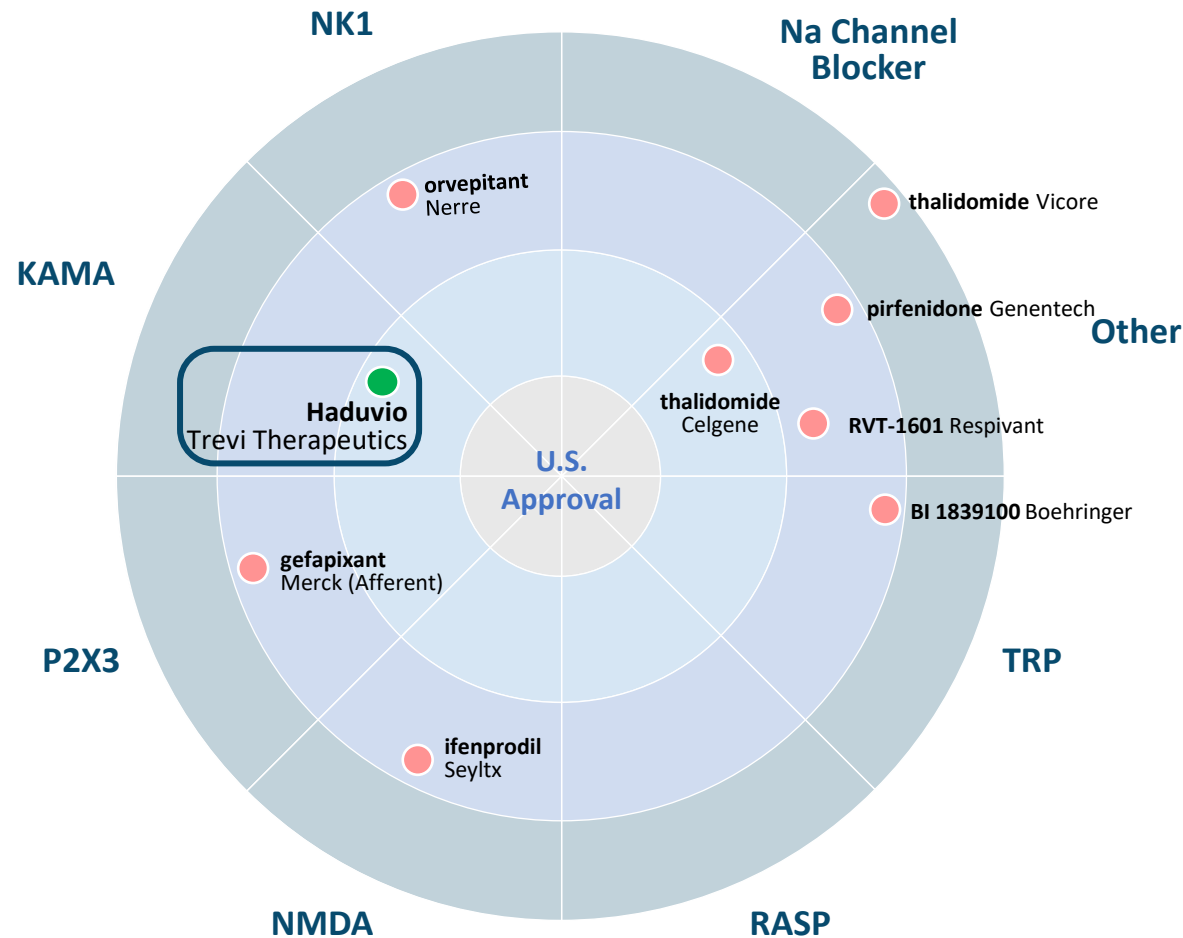 NK1
Na Channel
Blocker
orvepitant
Nerre
thalidomide Vicore
KAMA
pirfenidone Genentech
Other
Haduvio
Trevi Therapeutics
thalidomide
Celgene
RVT-1601 Respivant
U.S.
Approval
BI 1839100 Boehringer
gefapixant
Merck (Afferent)
P2X3
TRP
ifenprodil
Seyltx
NMDA
RASP